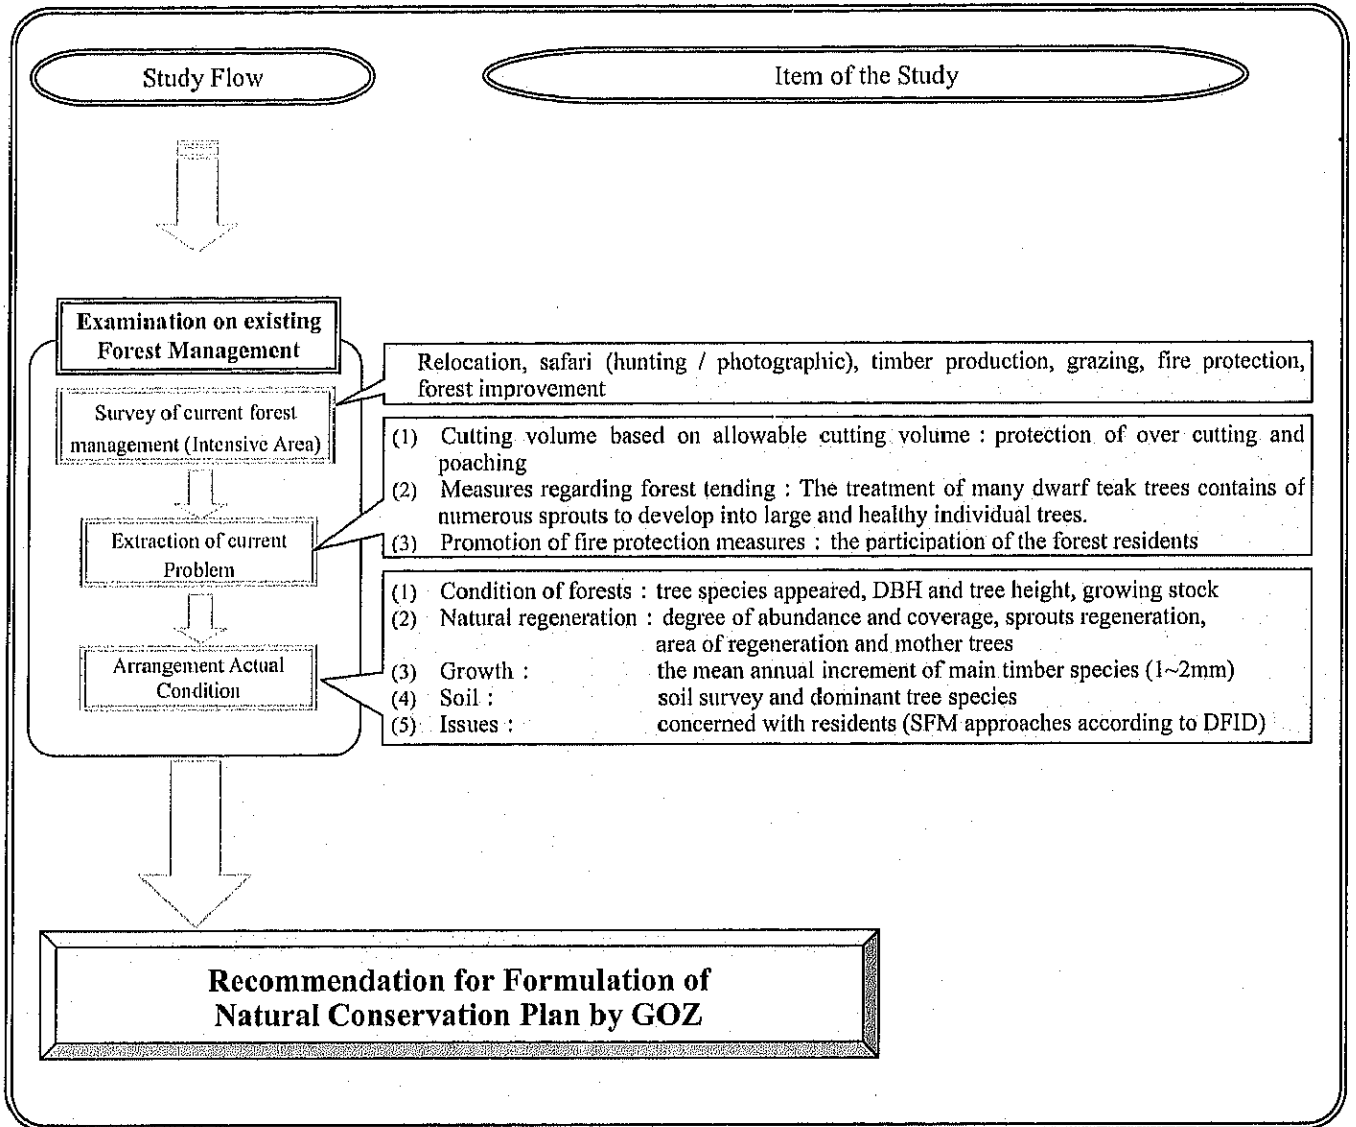 Study Flow
Item of the Study
Examination on existing
Forest Management
Relocation, safari (hunting / photographic), timber production, grazing, fire protection,
forest improvement
Survey of current forest
management (Intensive Area)
(1) Cutting volume based on allowable cutting volume : protection of over cutting and
poaching
(2) Measures regarding forest tending : The treatment of many dwarf teak trees contains of
numerous sprouts to develop into large and healthy individual trees.
(3) Promotion of fire protection measures : the participation of the forest residents
Extraction of current
Problem
(1) Condition of forests : tree species appeared, DBH and tree height, growing stock
(2) Natural regeneration : degree of abundance and coverage, sprouts regeneration,
area of regeneration and mother trees
(3) Growth : the mean annual increment of main timber species (1~2mm)
(4) Soil : soil survey and dominant tree species
(5) Issues : concerned with residents (SFM approaches according to DFID)
Arrangement Actual
Condition
Recommendation for Formulation of
Natural Conservation Plan by GOZ